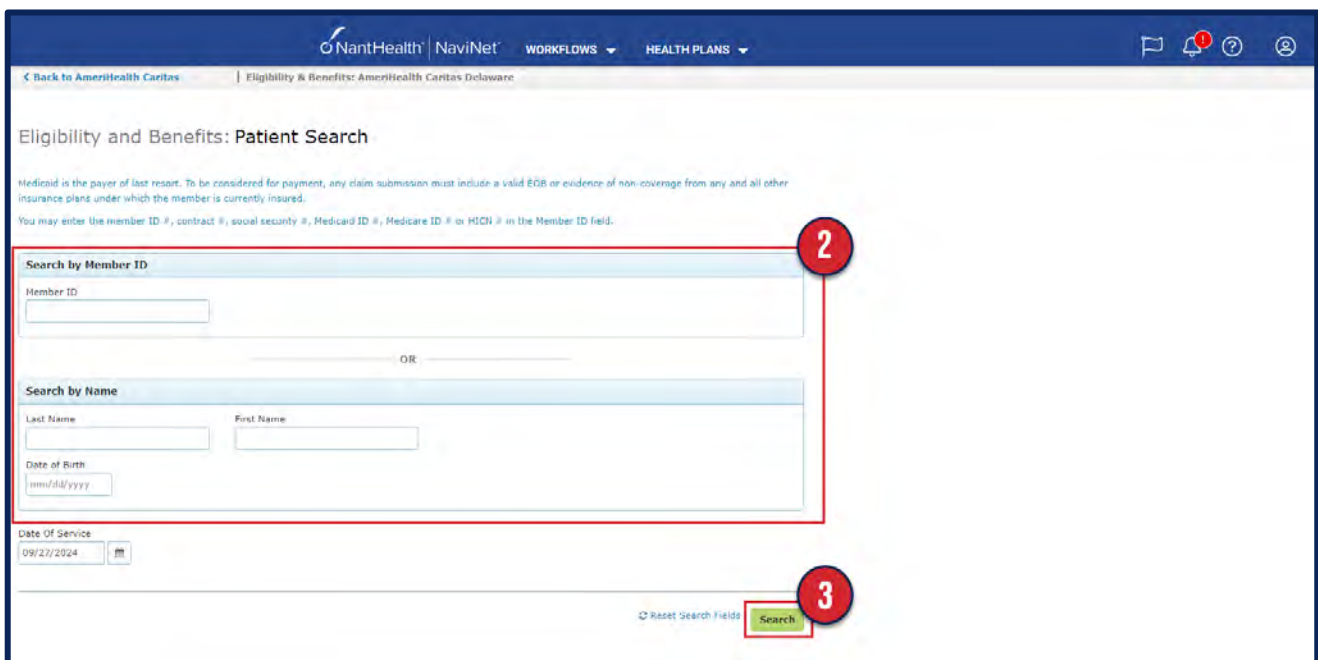 NantHealth® | NaviNet® WORKFLOWS HEALTH PLANS !
Back to AmeriHealth Caritas | Eligibility & Benefits: AmeriHealth Caritas Delaware
Eligibility and Benefits: Patient Search
Medicaid is the payer of last resort. To be considered for payment, any claim submission must include a valid EOB or evidence of non-coverage from any and all other
insurance plans under which the member is currently insured.
You may enter the member ID #, contract #, social security #, Medicaid ID #, Medicare ID # or HICN # in the Member ID field.
2
Search by Member ID
Member ID
OR
Search by Name
Last Name First Name
Date of Birth
mm/dd/yyyy
Date Of Service
09/27/2024
3
Reset Search Fields Search